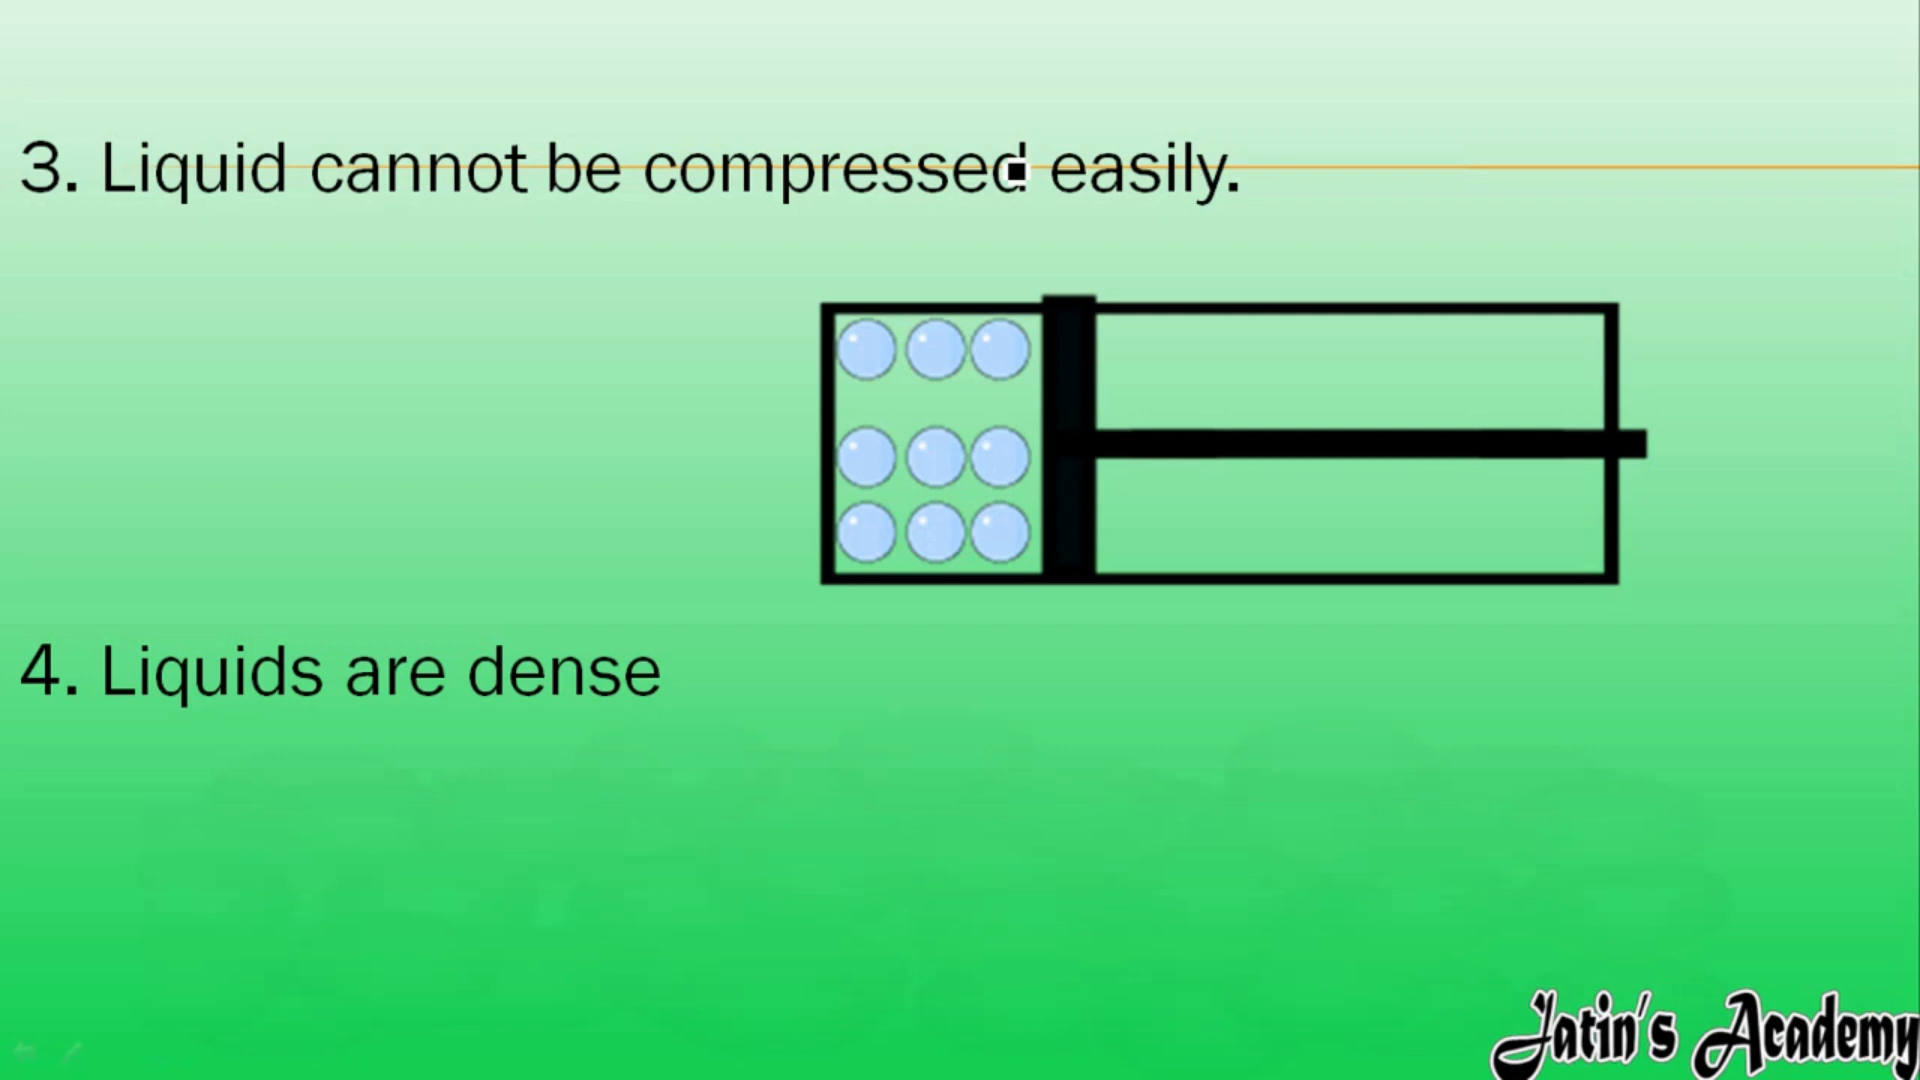 3. Liquid cannot be compressed easily.
4. Liquids are dense
Jatin's Academy